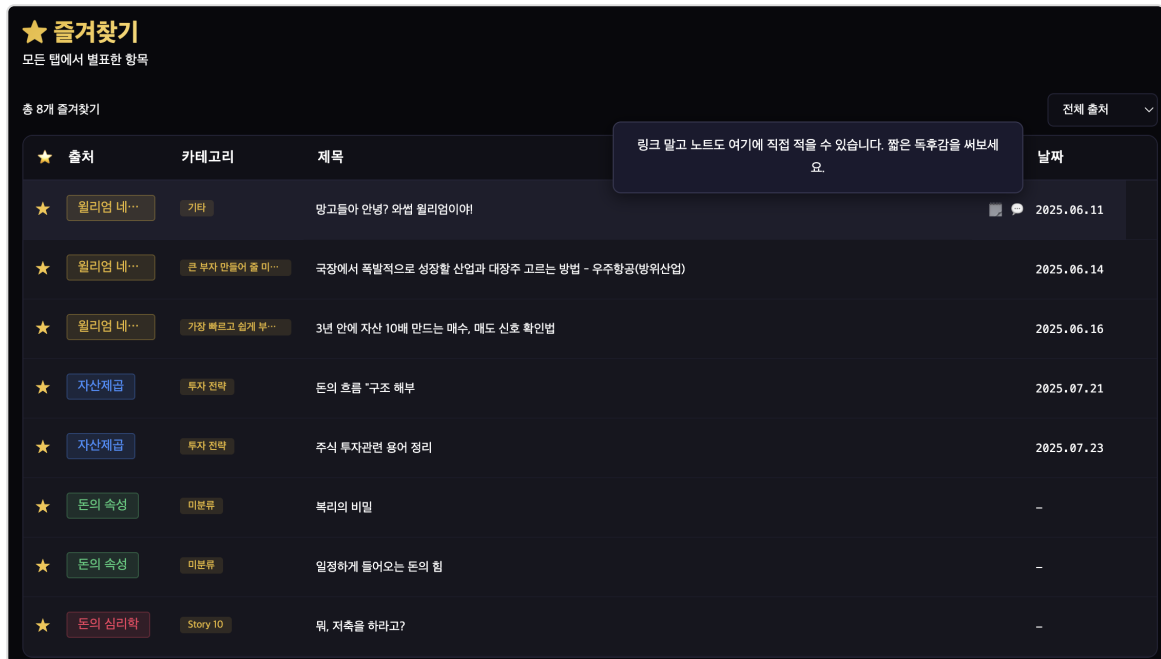 즐겨찾기
모든 탭에서 별표한 항목
총 8개 즐겨찾기
전체 출처
링크 말고 노트도 여기에 직접 적을 수 있습니다. 짧은 독후감을 써보세
요.
출처 카테고리 제목 날짜
윌리엄 네… 기타 망고들아 안녕? 와썹 윌리엄이야! 2025.06.11
윌리엄 네… 큰 부자 만들어 줄 미… 국장에서 폭발적으로 성장할 산업과 대장주 고르는 방법 - 우주항공(방위산업) 2025.06.14
윌리엄 네… 가장 빠르고 쉽게 부… 3년 안에 자산 10배 만드는 매수, 매도 신호 확인법 2025.06.16
자산제곱 투자 전략 돈의 흐름 "구조 해부 2025.07.21
자산제곱 투자 전략 주식 투자관련 용어 정리 2025.07.23
돈의 속성 미분류 복리의 비밀 –
돈의 속성 미분류 일정하게 들어오는 돈의 힘 –
돈의 심리학 Story 10 뭐, 저축을 하라고? –